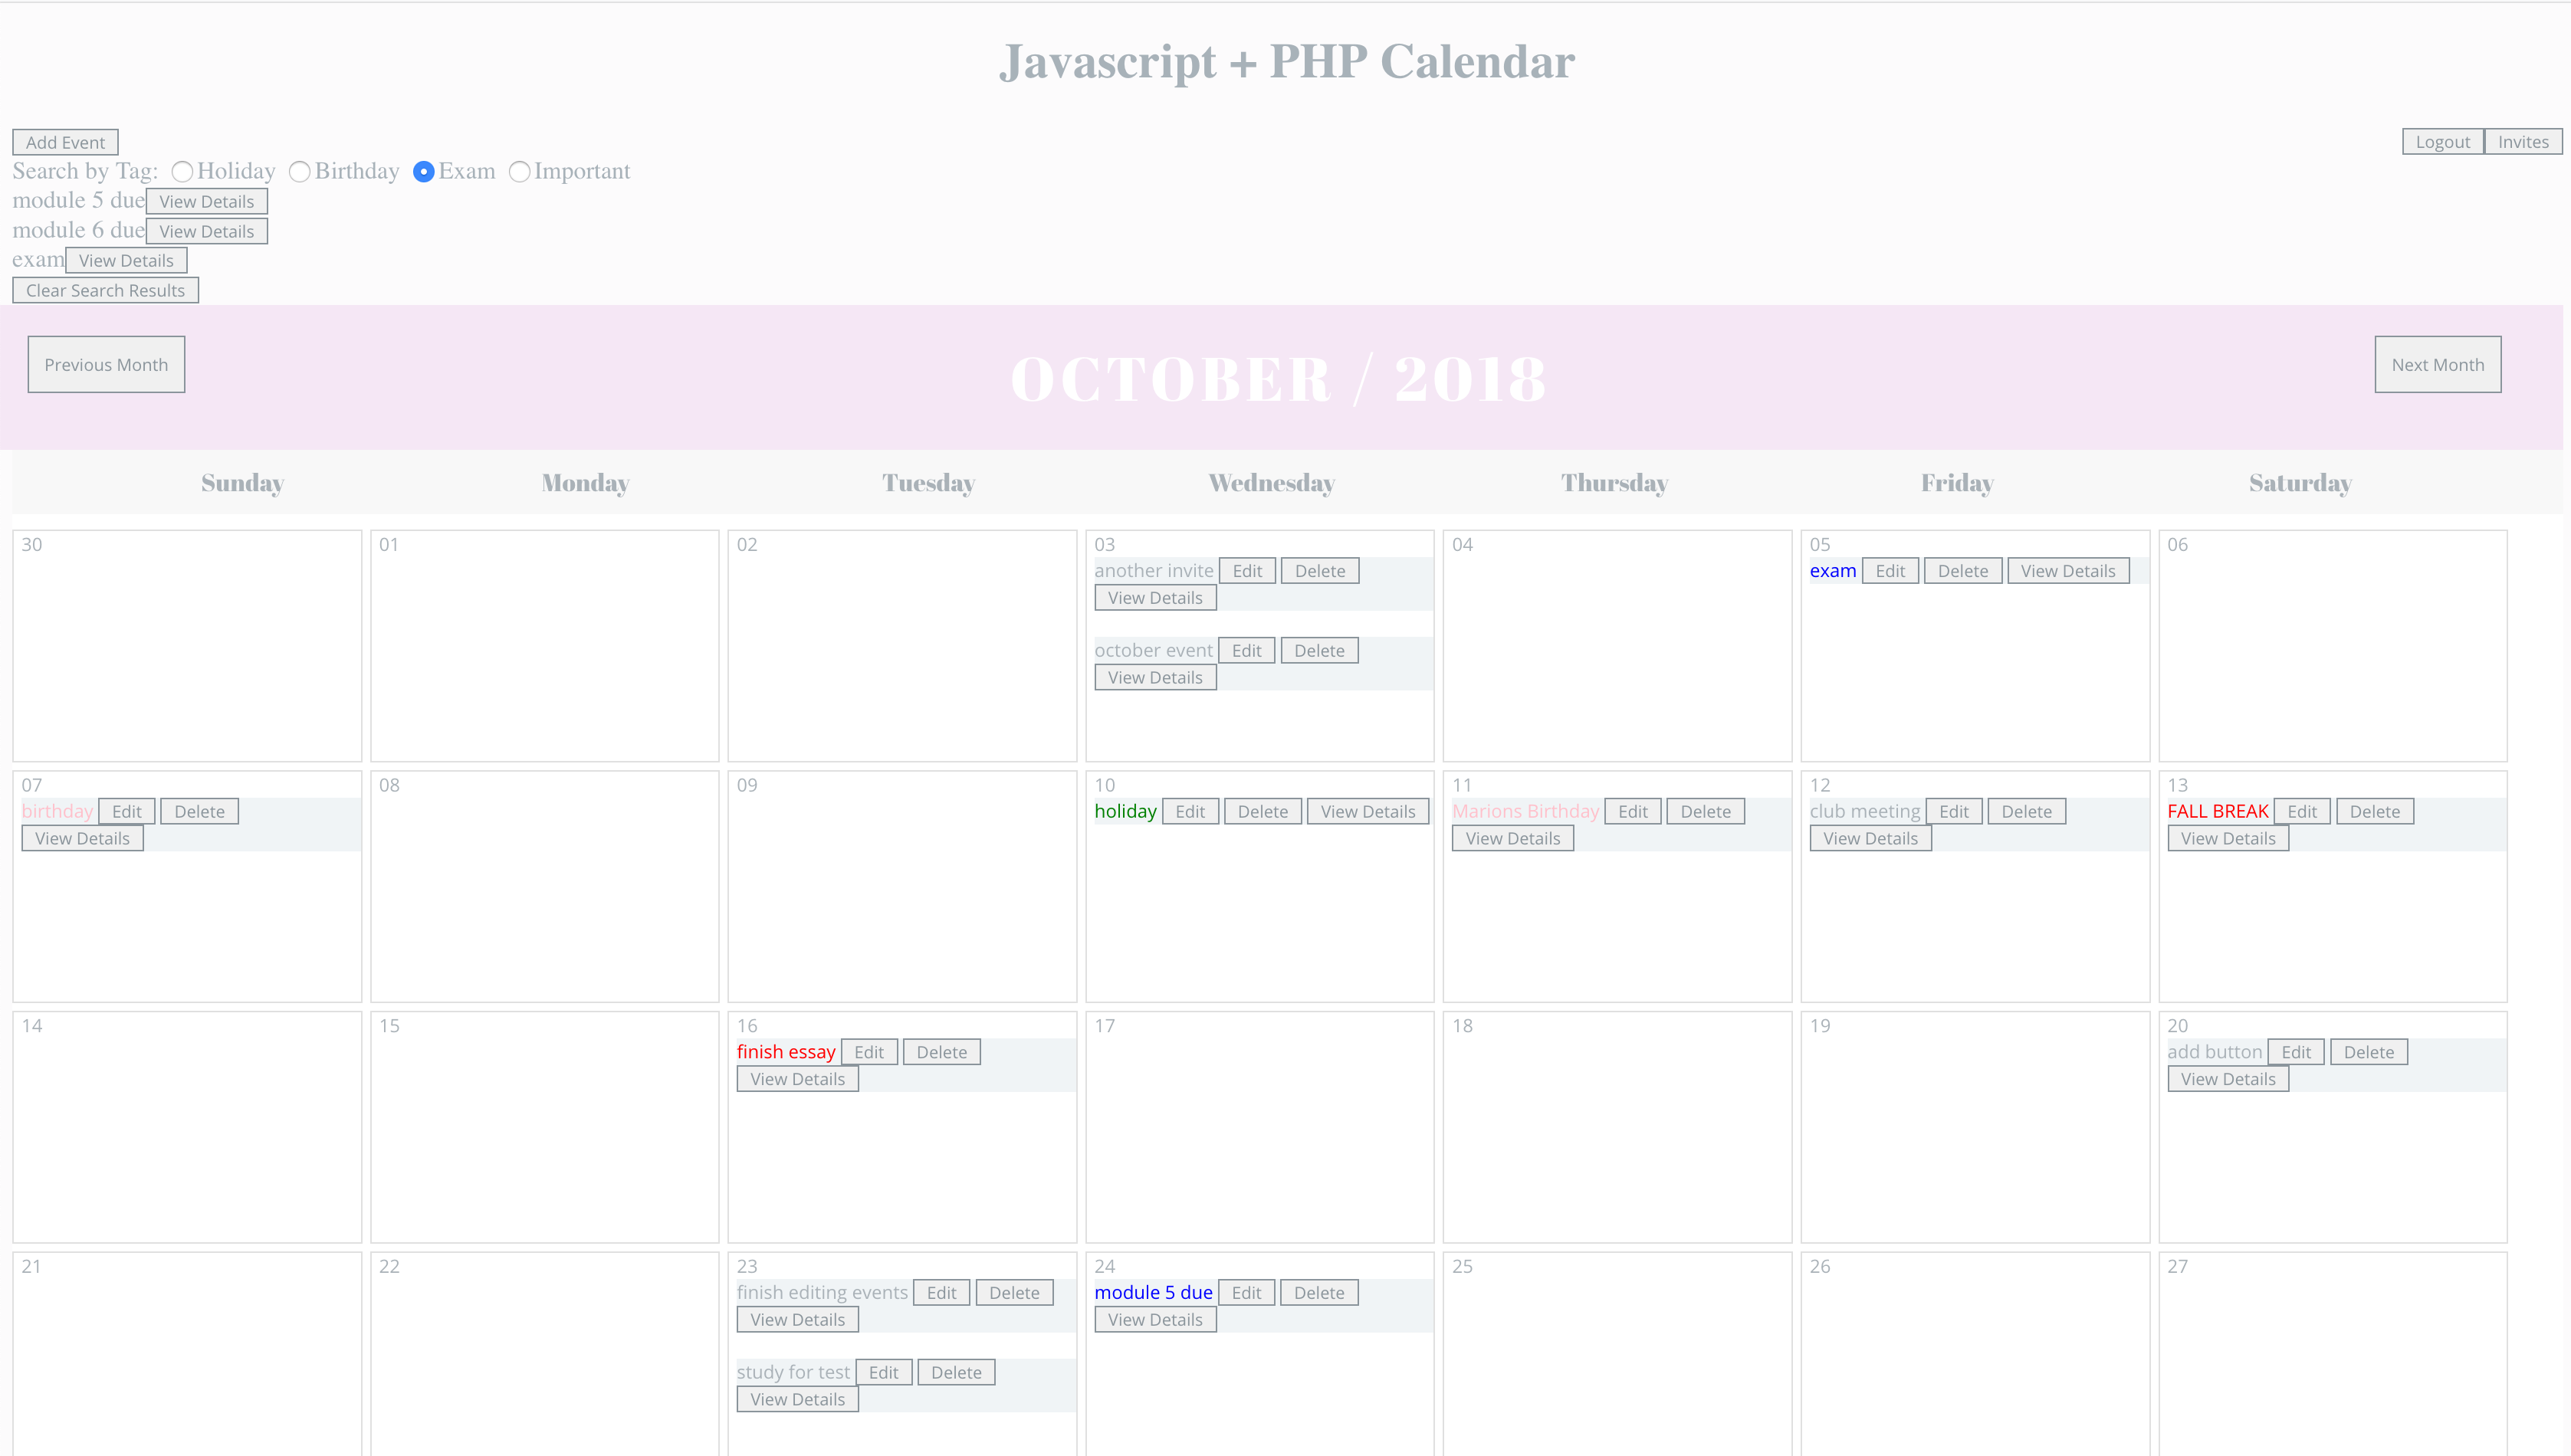 Javascript + PHP Calendar
Add Event
Logout Invites
Search by Tag: Holiday Birthday Exam Important
module 5 due View Details
module 6 due View Details
exam View Details
Clear Search Results
Previous Month
OCTOBER / 2018
Next Month
Sunday Monday Tuesday Wednesday Thursday Friday Saturday
30
01
02
03
another invite Edit Delete
View Details
october event Edit Delete
View Details
04
05
exam Edit Delete View Details
06
07
birthday Edit Delete
View Details
08
09
10
holiday Edit Delete View Details
11
Marions Birthday Edit Delete
View Details
12
club meeting Edit Delete
View Details
13
FALL BREAK Edit Delete
View Details
14
15
16
finish essay Edit Delete
View Details
17
18
19
20
add button Edit Delete
View Details
21
22
23
finish editing events Edit Delete
View Details
study for test Edit Delete
View Details
24
module 5 due Edit Delete
View Details
25
26
27